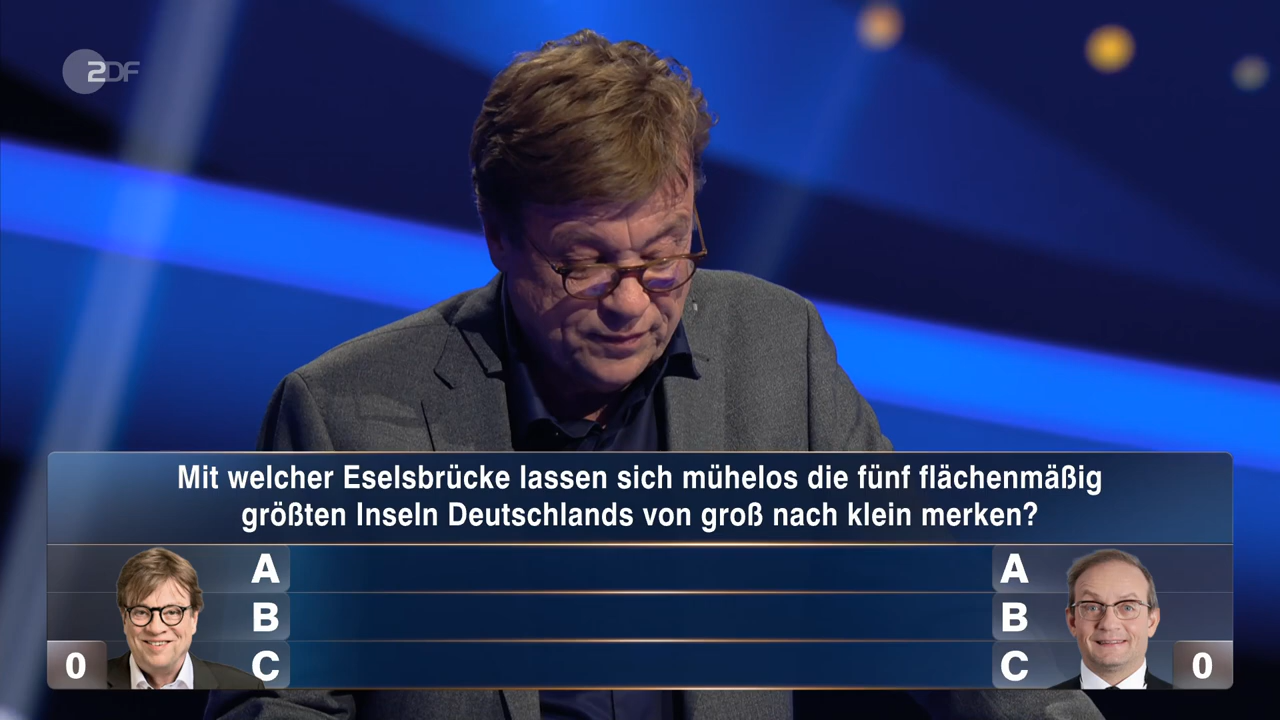 ZDF
Mit welcher Eselsbrücke lassen sich mühelos die fünf flächenmäßig
größten Inseln Deutschlands von groß nach klein merken?
A A
B B
0 C C 0